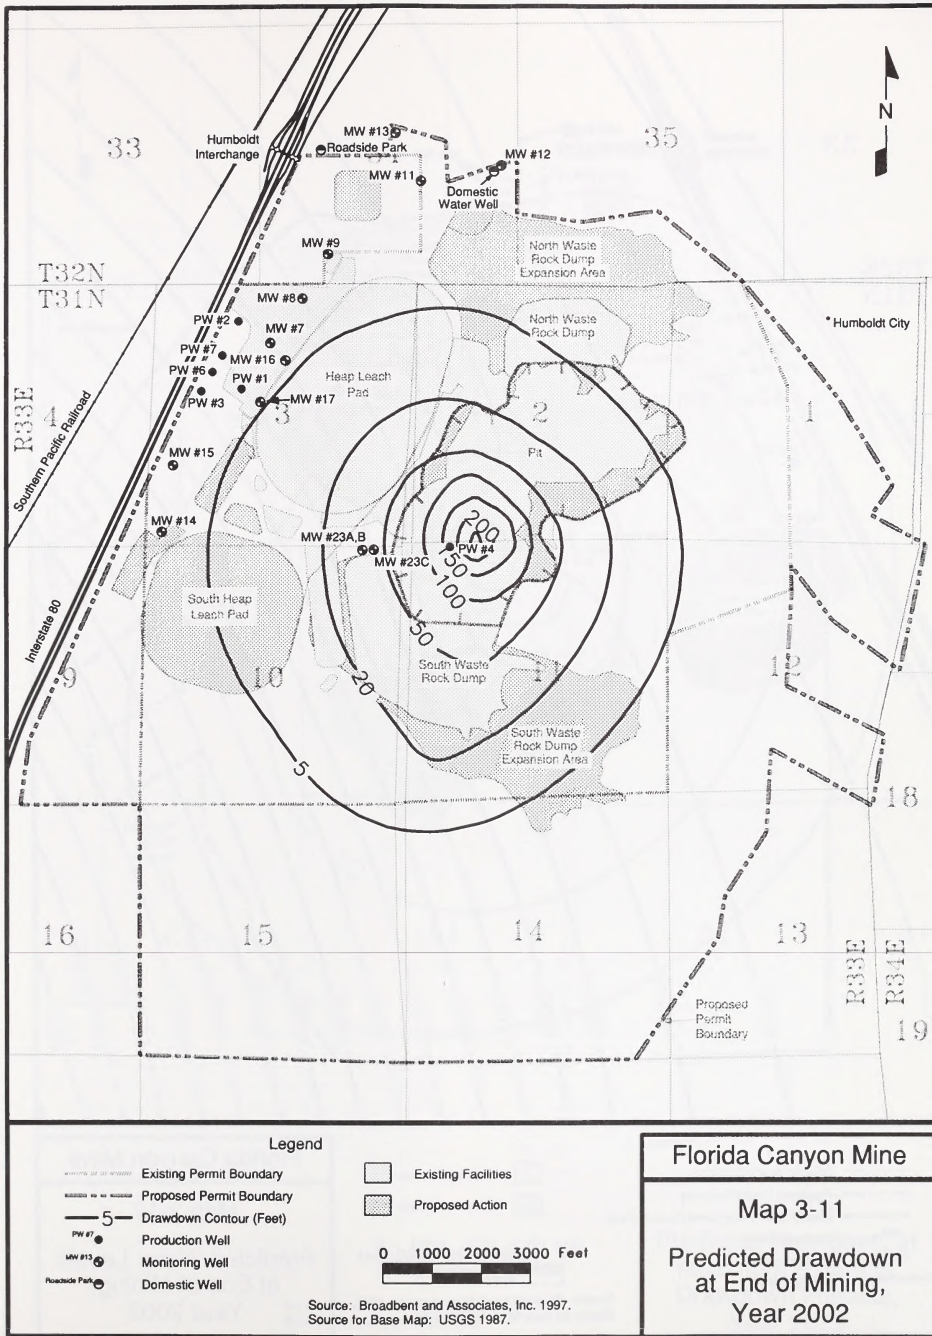 N
33
35
Humboldt
Interchange
MW #13
Roadside Park
MW #11
MW #12
Domestic
Water Well
MW #9
North Waste
Rock Dump
Expansion Area
T32N
T31N
MW #8
PW #2
MW #7
North Waste
Rock Dump
Humboldt City
PW #7
MW #16
PW #6
PW #1
Heap Leach
Pad
PW #3
MW #17
R33E
4
3
2
1
Southern Pacific Railroad
MW #15
Pit
MW #14
200
MW #23A,B
PW #4
MW #23C
150
100
50
South Heap
Leach Pad
Interstate 80
9
10
20
South Waste
Rock Dump
11
12
South Waste
Rock Dump
Expansion Area
5
18
16
15
14
13
R33E
R34E
Proposed
Permit
Boundary
19
Legend
Existing Permit Boundary
Proposed Permit Boundary
5 Drawdown Contour (Feet)
PW #7 Production Well
MW #13 Monitoring Well
Roadside Park Domestic Well
Existing Facilities
Proposed Action
0 1000 2000 3000 Feet
Source: Broadbent and Associates, Inc. 1997.
Source for Base Map: USGS 1987.
Florida Canyon Mine
Map 3-11
Predicted Drawdown
at End of Mining,
Year 2002